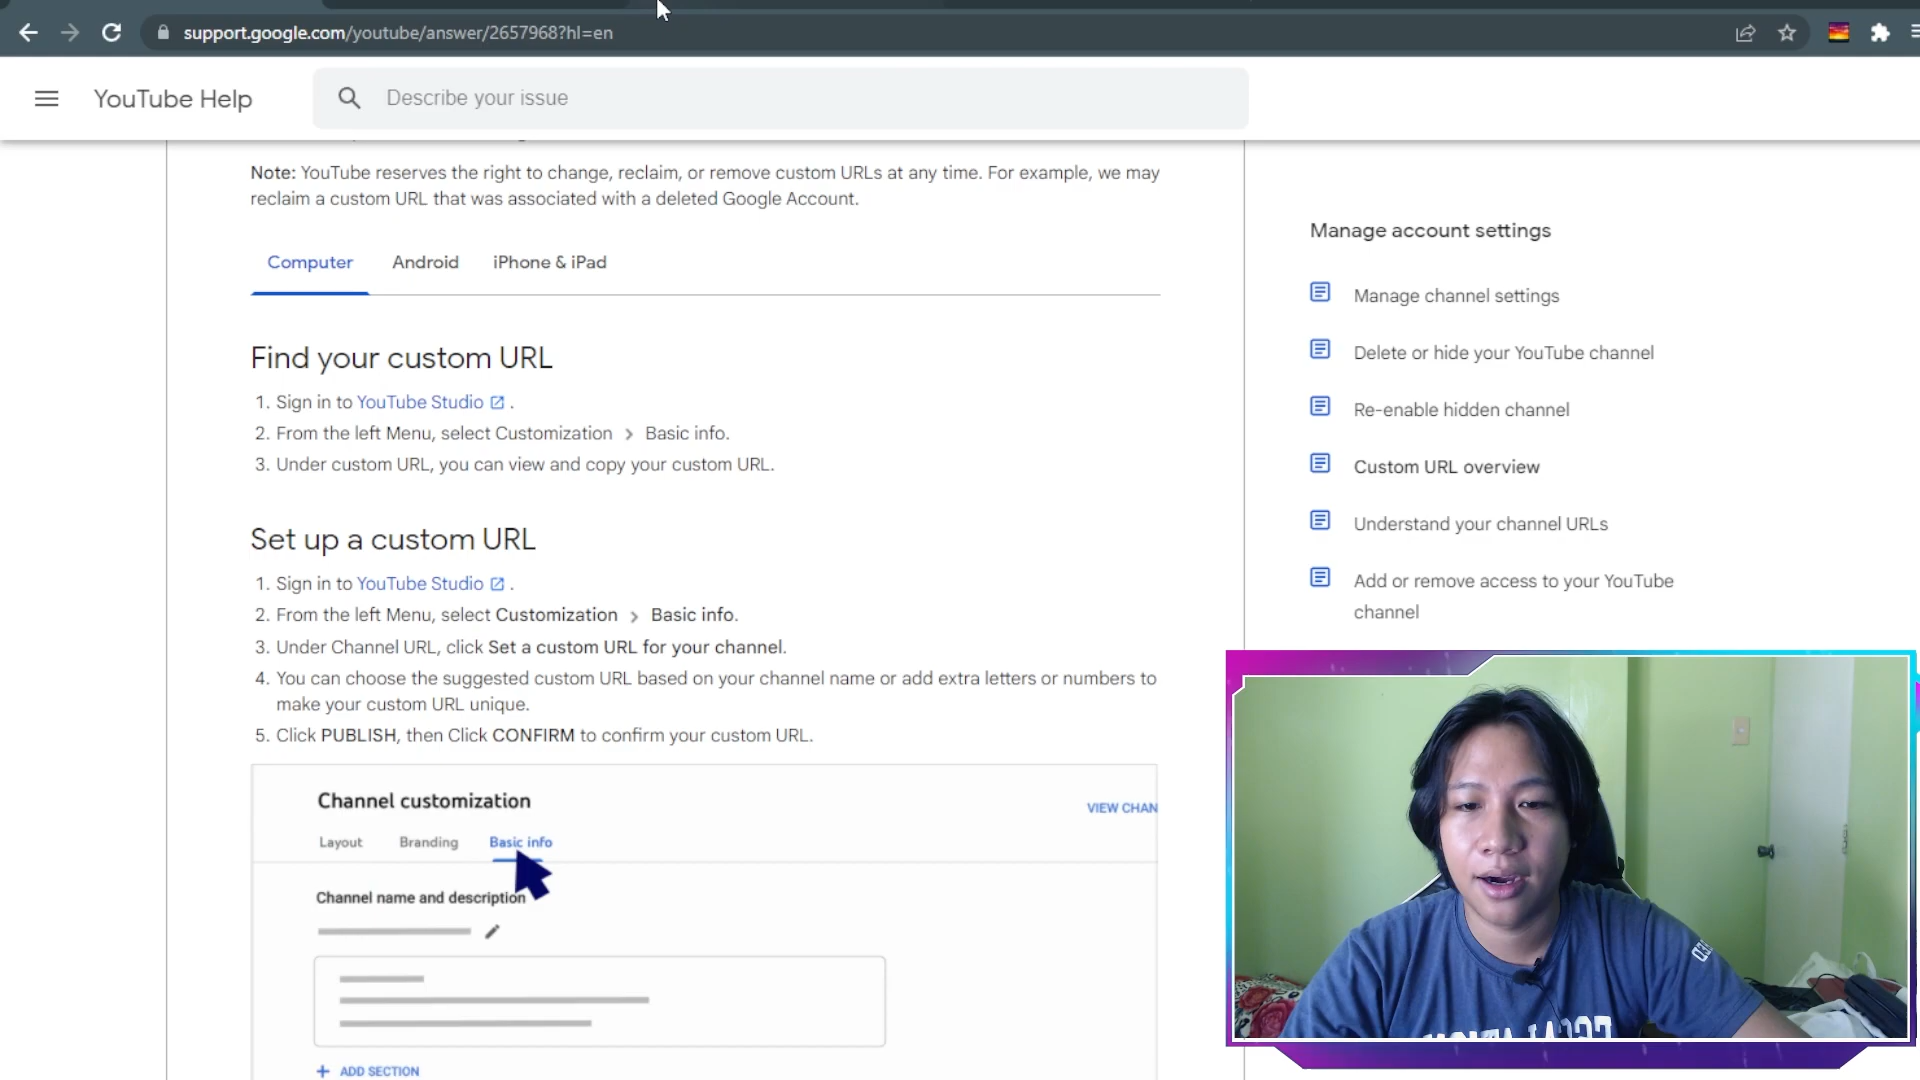 support.google.com/youtube/answer/2657968?hl=en
YouTube Help
Describe your issue
Note: YouTube reserves the right to change, reclaim, or remove custom URLs at any time. For example, we may
reclaim a custom URL that was associated with a deleted Google Account.
Computer Android iPhone & iPad
Find your custom URL
1. Sign in to YouTube Studio .
2. From the left Menu, select Customization > Basic info.
3. Under custom URL, you can view and copy your custom URL.
Set up a custom URL
1. Sign in to YouTube Studio .
2. From the left Menu, select Customization > Basic info.
3. Under Channel URL, click Set a custom URL for your channel.
4. You can choose the suggested custom URL based on your channel name or add extra letters or numbers to
make your custom URL unique.
5. Click PUBLISH, then Click CONFIRM to confirm your custom URL.
Channel customization
VIEW CHAN
Layout Branding Basic info
Channel name and description
+ ADD SECTION
Manage account settings
Manage channel settings
Delete or hide your YouTube channel
Re-enable hidden channel
Custom URL overview
Understand your channel URLs
Add or remove access to your YouTube
channel